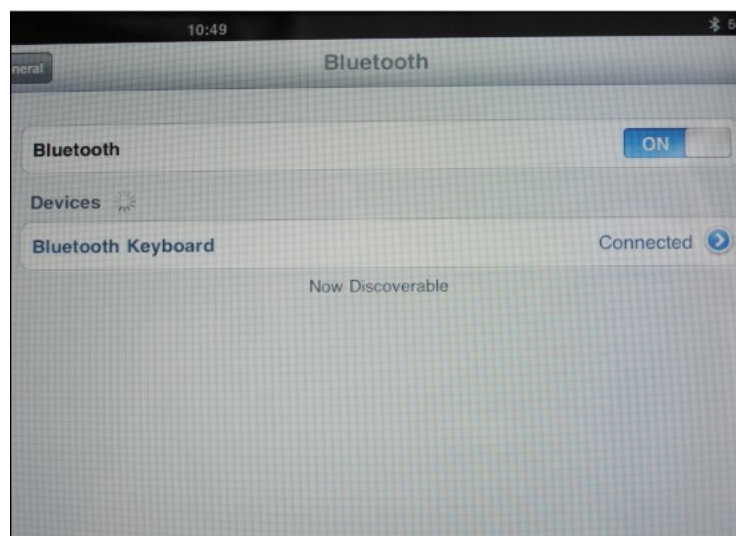 10:49
neral
Bluetooth
Bluetooth
ON
Devices
Bluetooth Keyboard
Connected
Now Discoverable